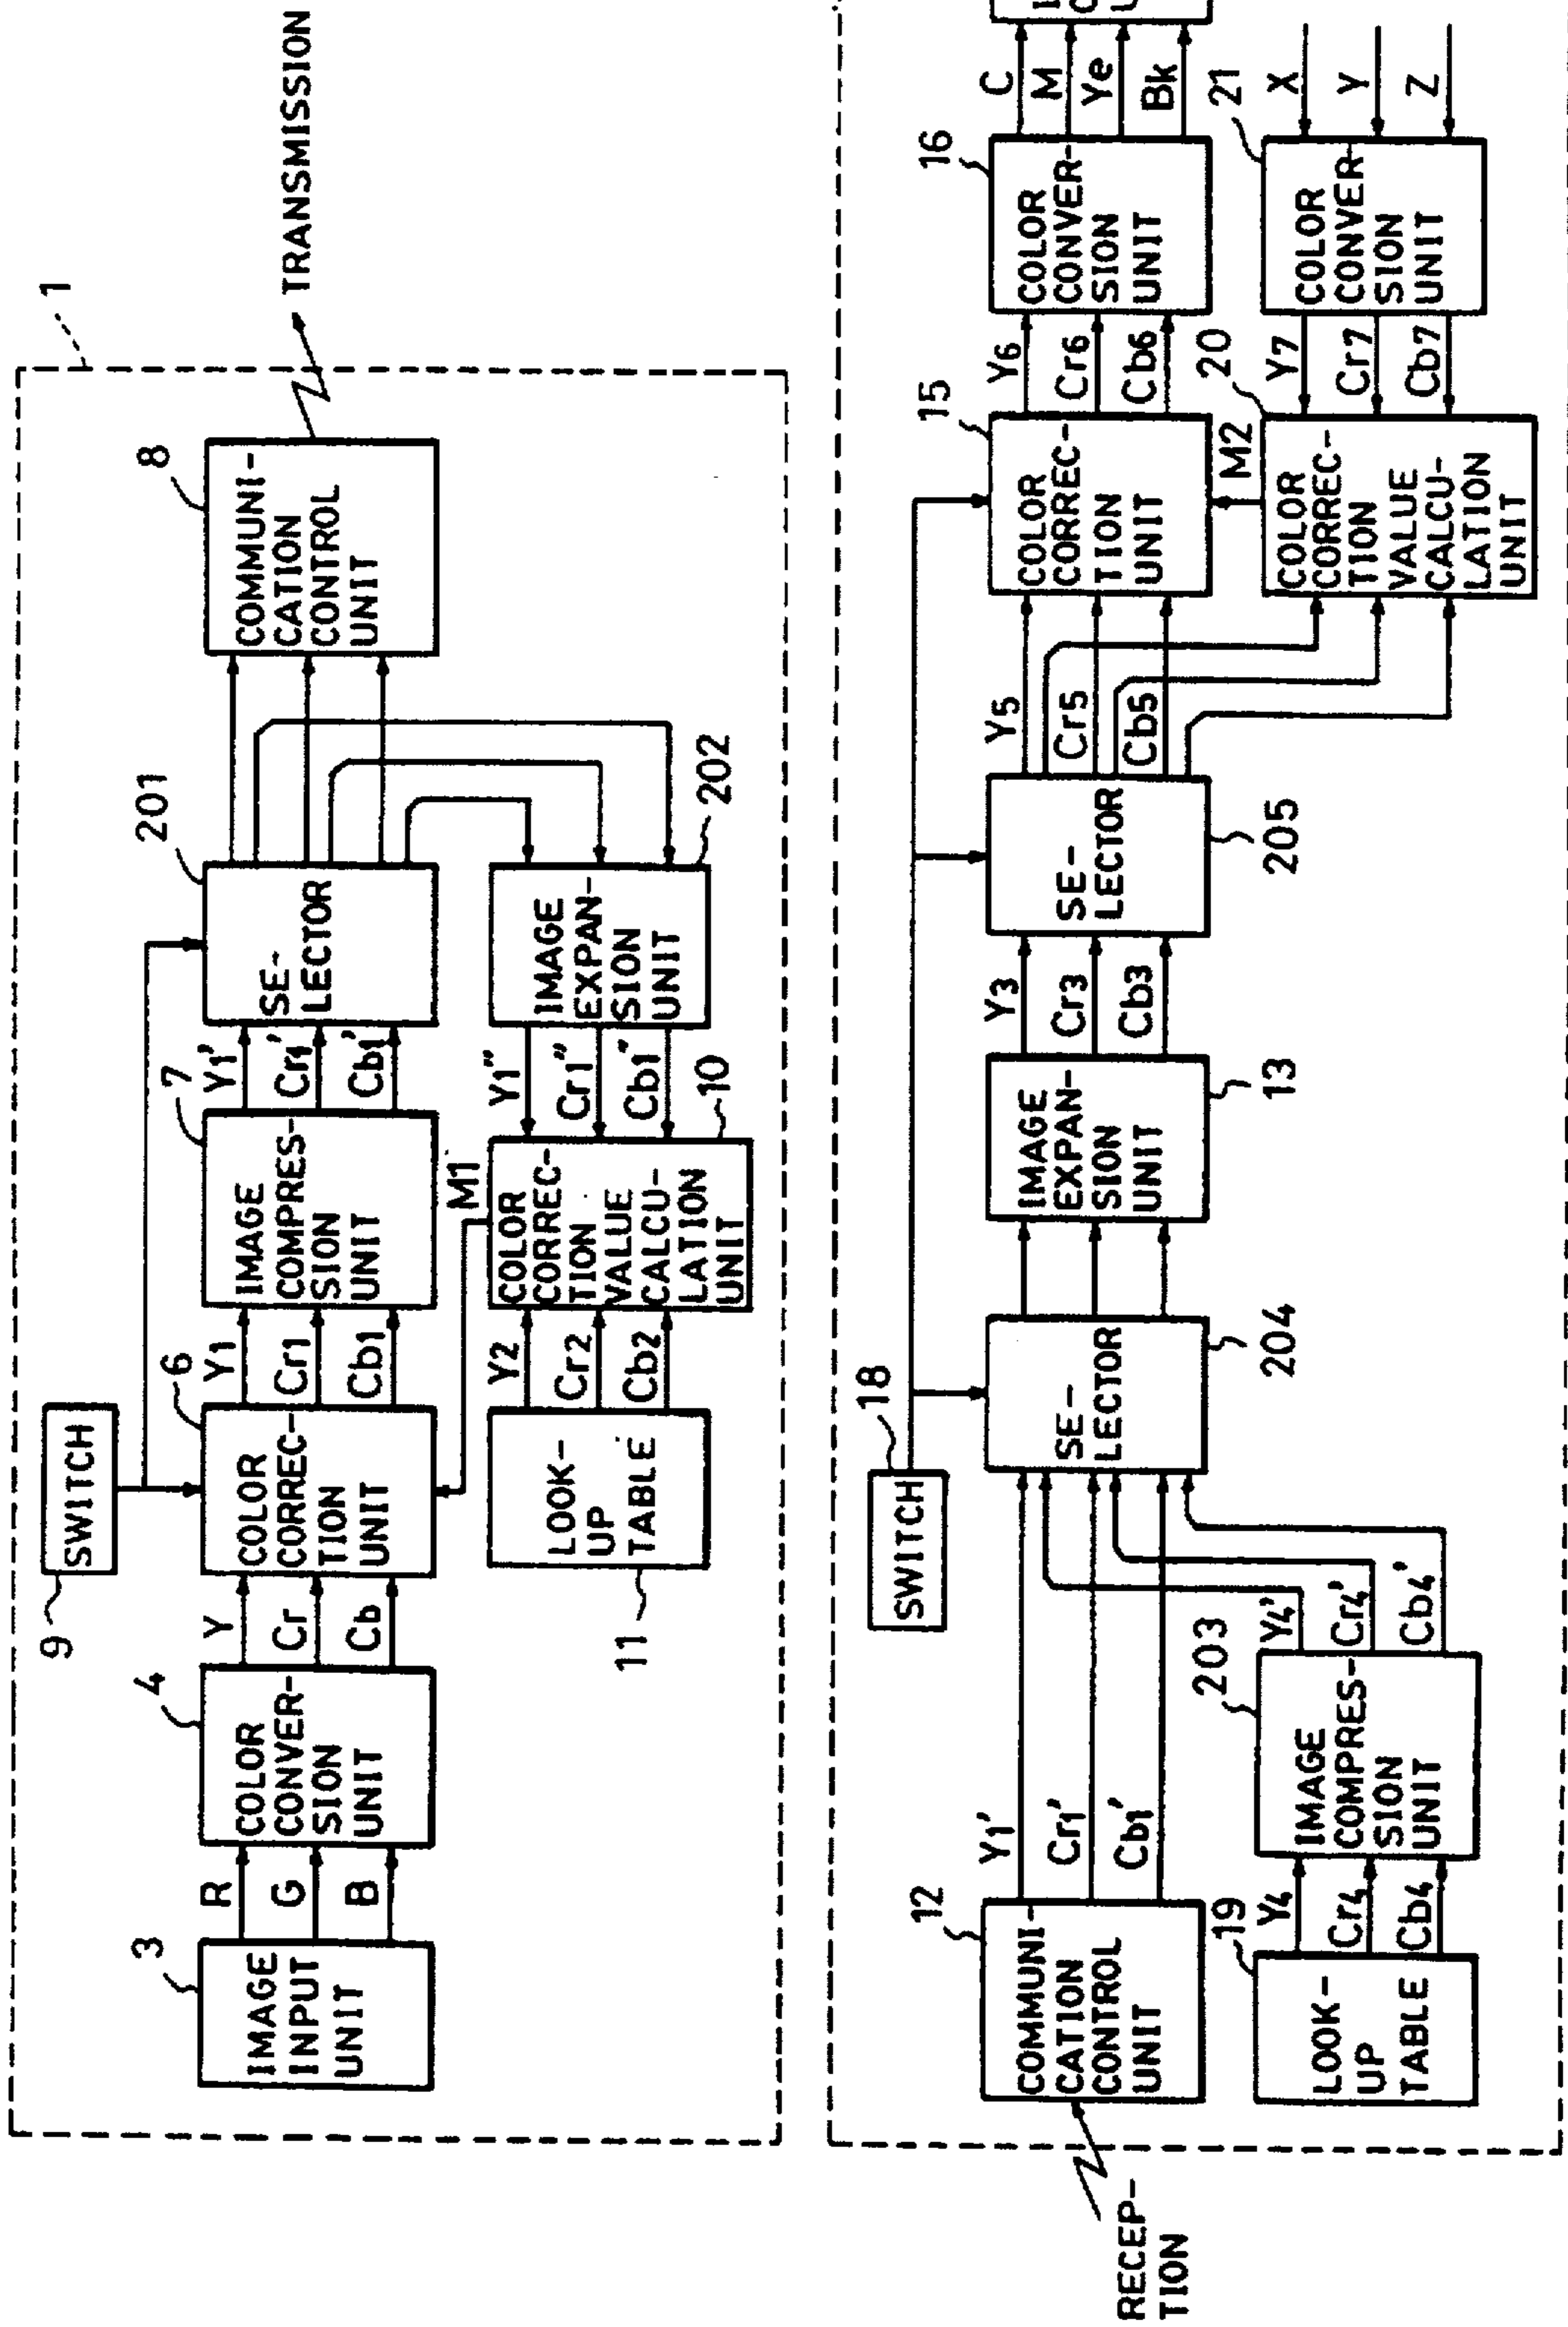 1
TRANSMISSION
9
SWITCH
3
IMAGE
INPUT
UNIT
R
G
B
4
COLOR
CONVER-
SION
UNIT
Y
Cr
Cb
6
COLOR
CORREC-
TION
UNIT
Y1
Cr1
Cb1
7
IMAGE
COMPRES-
SION
UNIT
Y1'
Cr1'
Cb1'
201
SE-
LECTOR
8
COMMUNI-
CATION
CONTROL
UNIT
11
LOOK-
UP
TABLE
Y2
Cr2
Cb2
M1
10
COLOR
CORREC-
TION
VALUE
CALCU-
LATION
UNIT
Y1"
Cr1"
Cb1"
202
IMAGE
EXPAN-
SION
UNIT
RECEP-
TION
18
SWITCH
12
COMMUNI-
CATION
CONTROL
UNIT
Y1'
Cr1'
Cb1'
204
SE-
LECTOR
13
IMAGE
EXPAN-
SION
UNIT
Y3
Cr3
Cb3
205
SE-
LECTOR
Y5
Cr5
Cb5
15
COLOR
CORREC-
TION
UNIT
Y6
Cr6
Cb6
16
COLOR
CONVER-
SION
UNIT
C
M
Ye
Bk
19
LOOK-
UP
TABLE
Y4
Cr4
Cb4
203
IMAGE
COMPRES-
SION
UNIT
Y4'
Cr4'
Cb4'
M2
20
COLOR
CORREC-
TION
VALUE
CALCU-
LATION
UNIT
Y7
Cr7
Cb7
21
COLOR
CONVER-
SION
UNIT
X
Y
Z